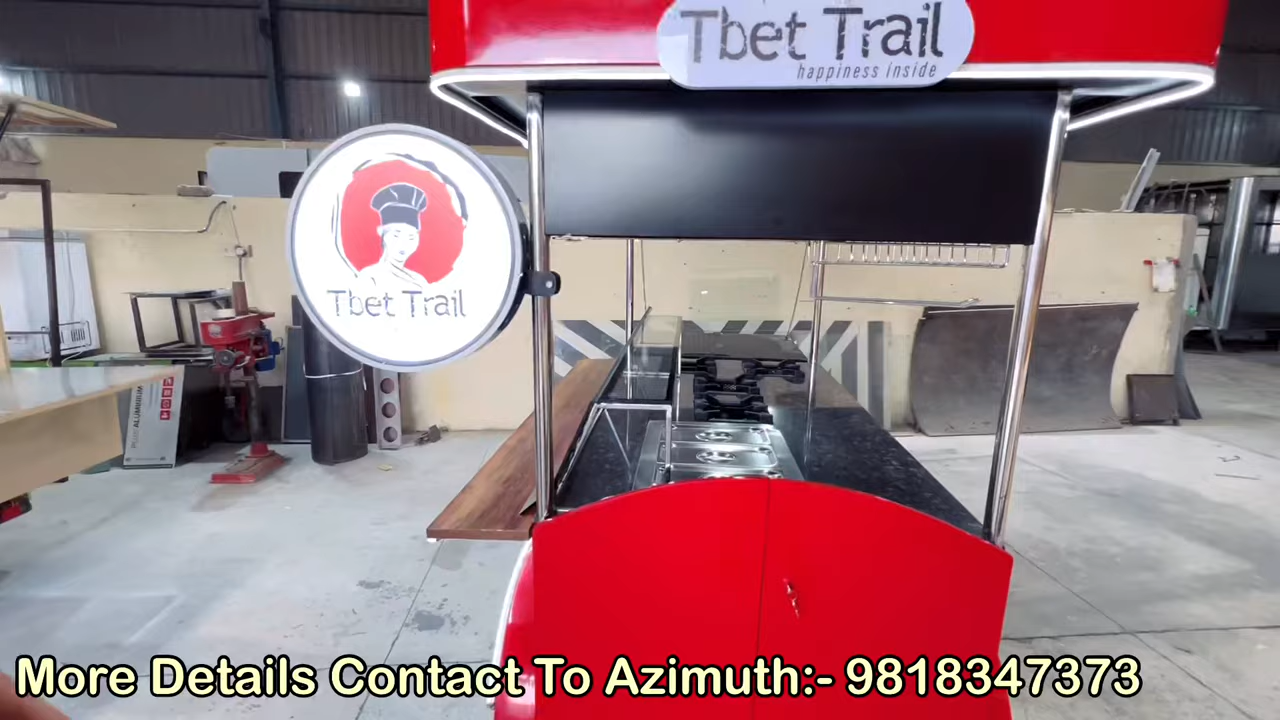 Tbet Trail
happiness inside
Tbet Trail
More Details Contact To Azimuth:- 9818347373